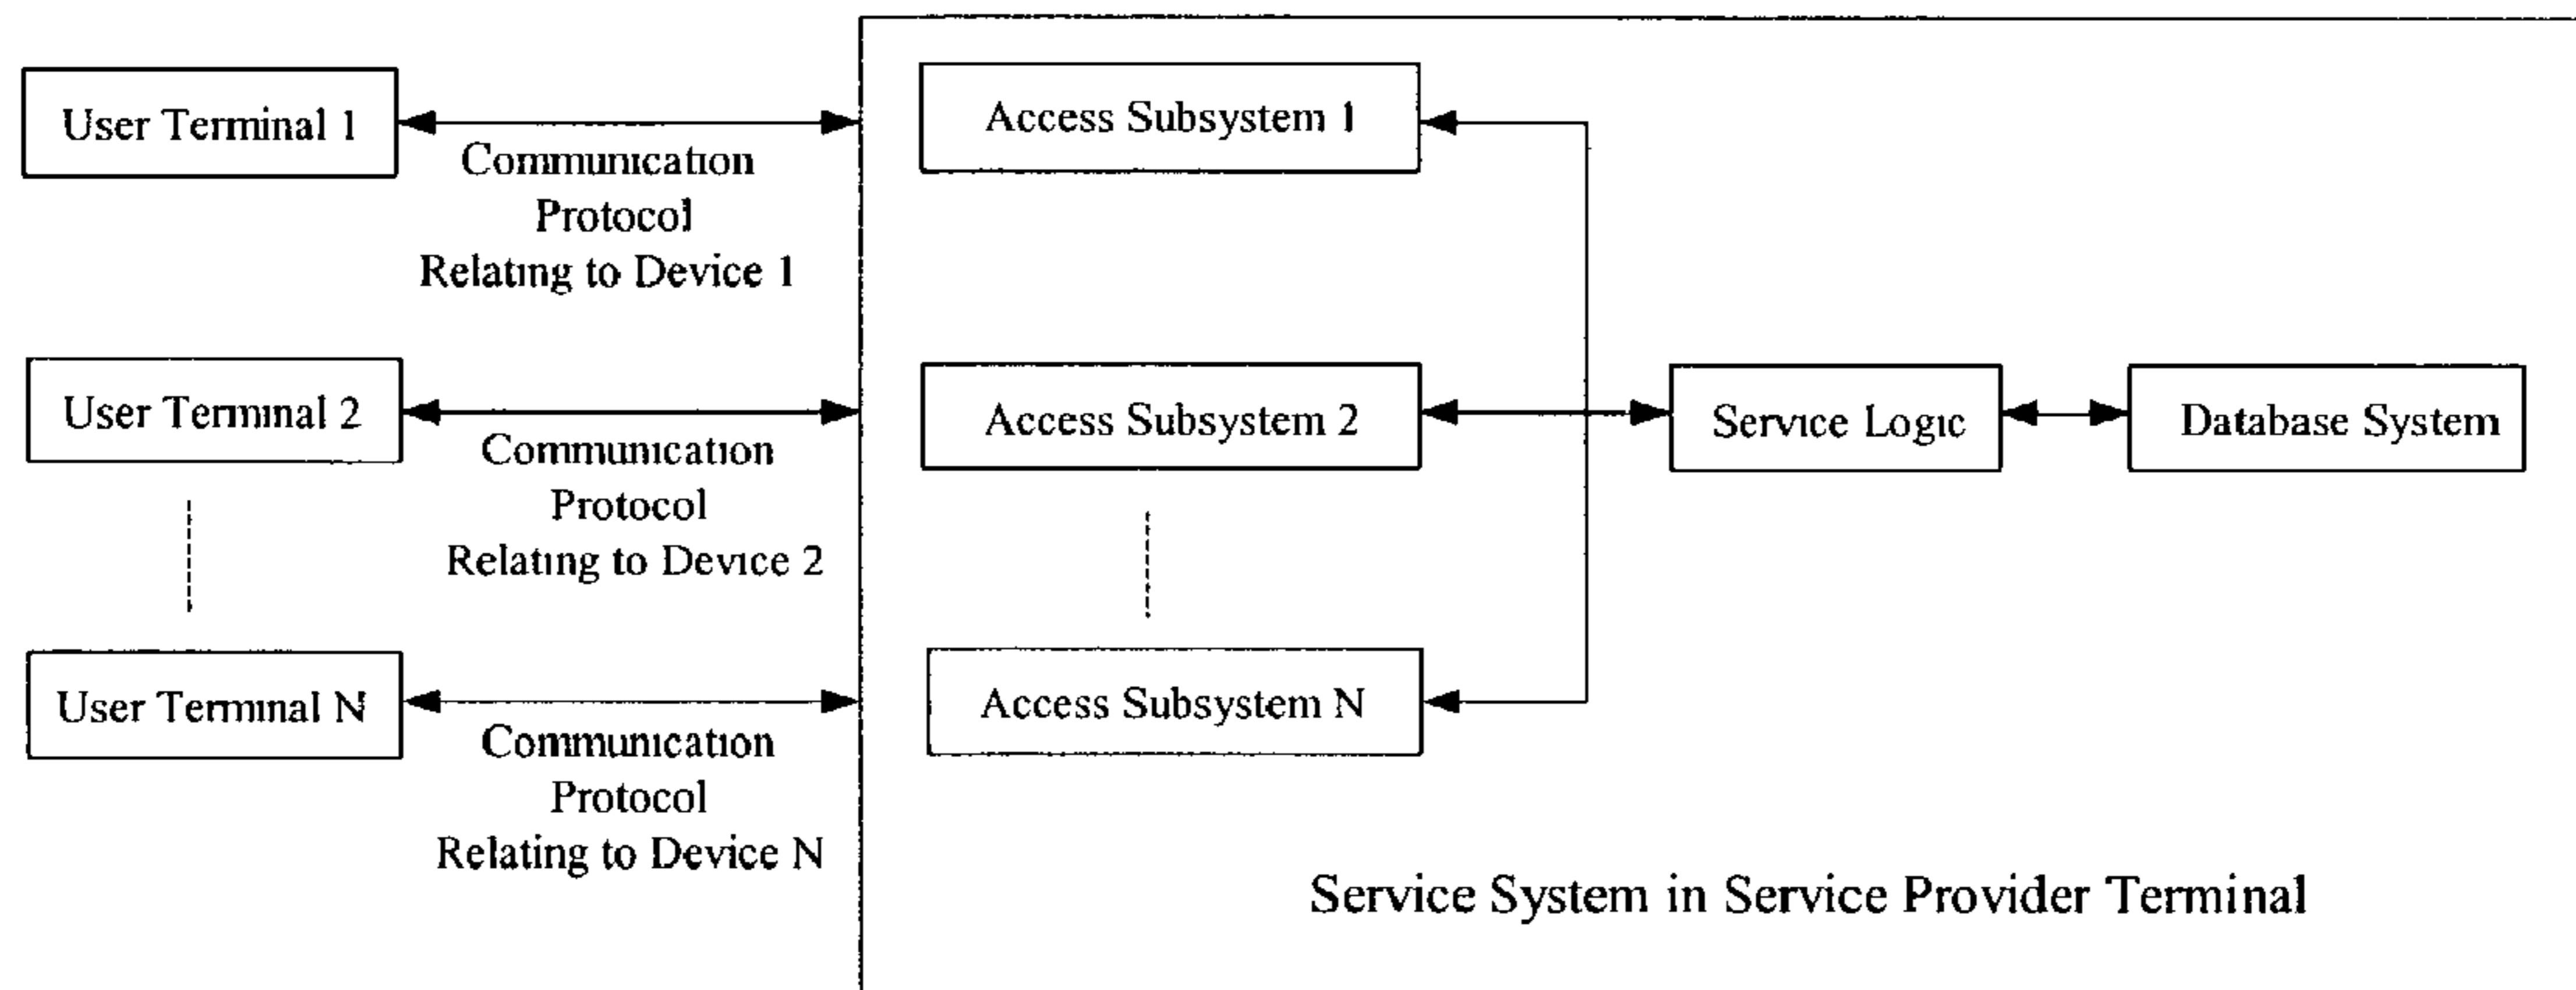 User Terminal 1
Communication
Protocol
Relating to Device 1
Access Subsystem 1
User Terminal 2
Communication
Protocol
Relating to Device 2
Access Subsystem 2
Service Logic
Database System
User Terminal N
Communication
Protocol
Relating to Device N
Access Subsystem N
Service System in Service Provider Terminal